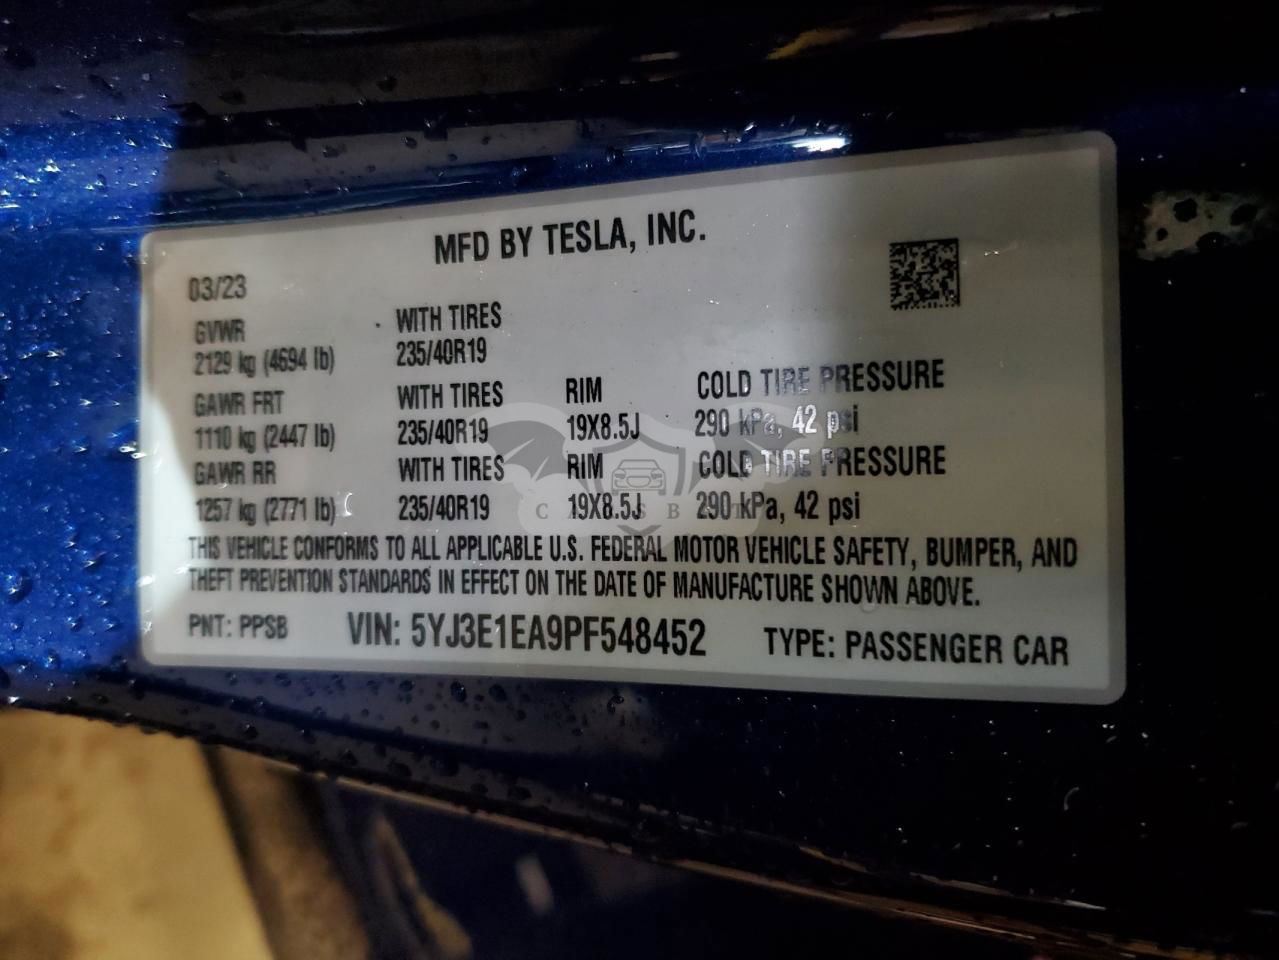 MFD BY TESLA, INC.
03/23
GVWR WITH TIRES
2129 kg (4694 lb) 235/40R19
GAWR FRT WITH TIRES RIM COLD TIRE PRESSURE
1110 kg (2447 lb) 235/40R19 19X8.5J 290 kPa, 42 psi
GAWR RR WITH TIRES RIM COLD TIRE PRESSURE
1257 kg (2771 lb) 235/40R19 19X8.5J 290 kPa, 42 psi
THIS VEHICLE CONFORMS TO ALL APPLICABLE U.S. FEDERAL MOTOR VEHICLE SAFETY, BUMPER, AND
THEFT PREVENTION STANDARDS IN EFFECT ON THE DATE OF MANUFACTURE SHOWN ABOVE.
PNT: PPSB VIN: 5YJ3E1EA9PF548452 TYPE: PASSENGER CAR